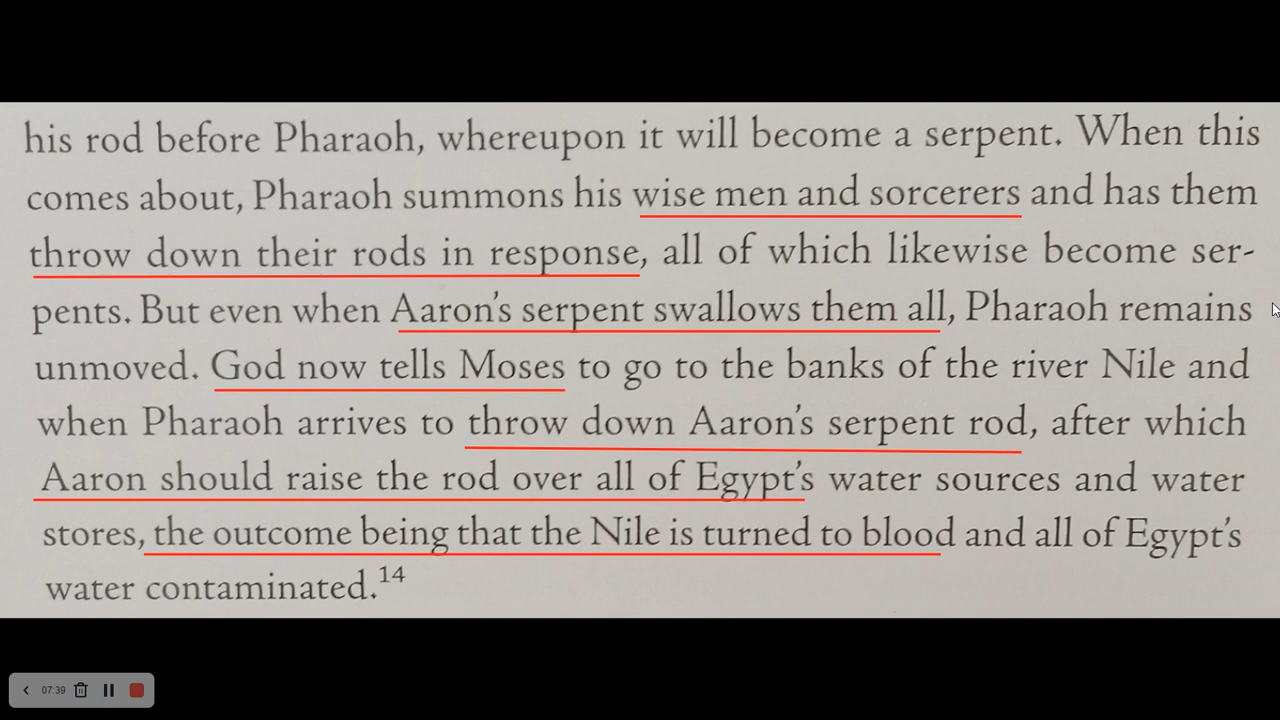 his rod before Pharaoh, whereupon it will become a serpent. When this
comes about, Pharaoh summons his wise men and sorcerers and has them
throw down their rods in response, all of which likewise become ser-
pents. But even when Aaron's serpent swallows them all, Pharaoh remains
unmoved. God now tells Moses to go to the banks of the river Nile and
when Pharaoh arrives to throw down Aaron's serpent rod, after which
Aaron should raise the rod over all of Egypt's water sources and water
stores, the outcome being that the Nile is turned to blood and all of Egypt's
water contaminated.14
07:39